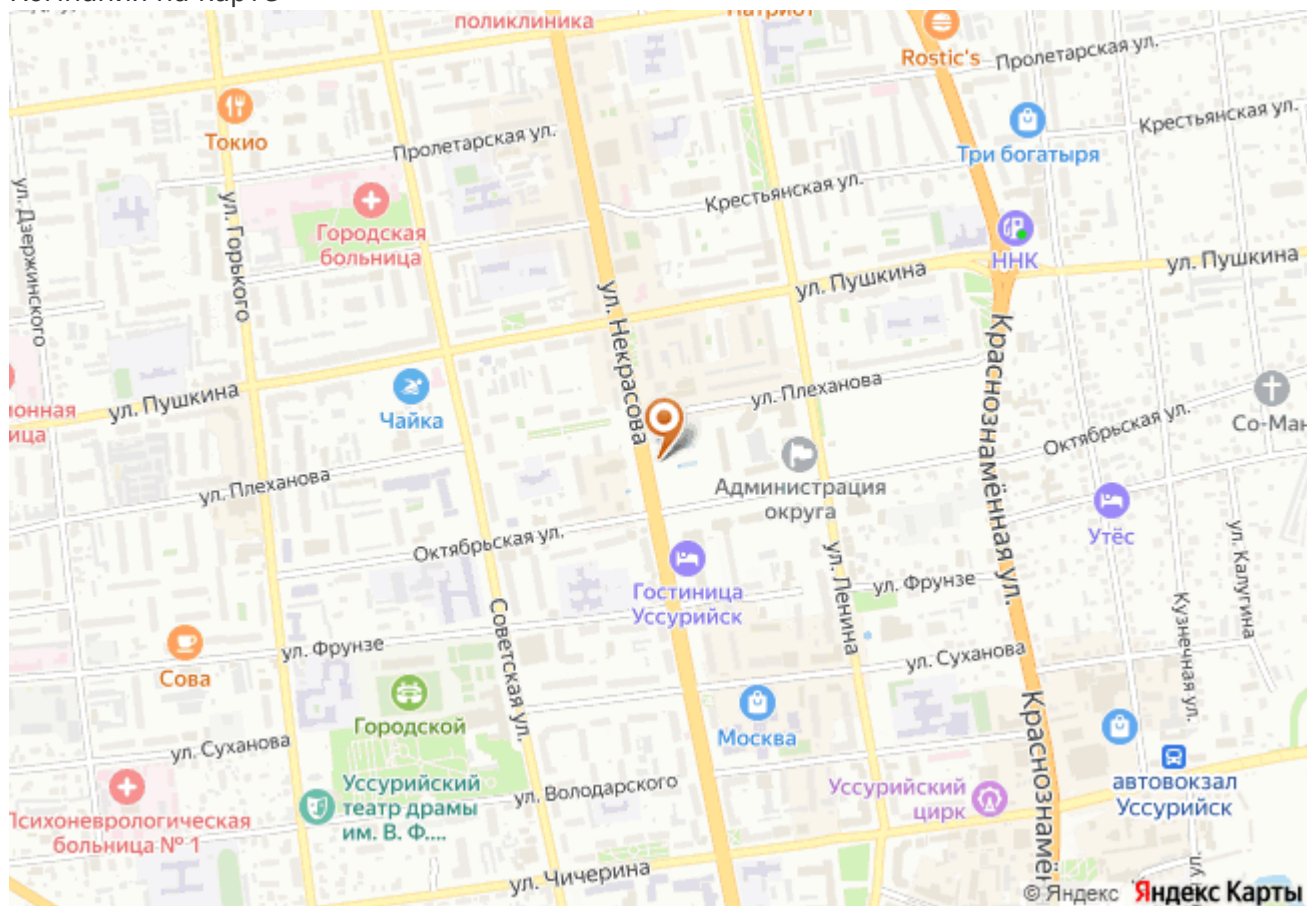 поликлиника
Rostic's
Пролетарская ул.
Токио
Пролетарская ул.
Крестьянская ул.
Три богатыря
ул. Дзержинского
ул. Горького
Городская
больница
Крестьянская ул.
ННК
ул. Пушкина
ул. Пушкина
ул. Некрасова
Краснознамённая ул.
ул. Плеханова
ул. Пушкина
Чайка
Октябрьская ул.
Со-Ман
ул. Плеханова
Администрация
округа
Утёс
Октябрьская ул.
ул. Ленина
ул. Калугина
Гостиница
Уссурийск
ул. Фрунзе
Кузнечная ул.
Советская ул.
ул. Фрунзе
Сова
ул. Суханова
Городской
Москва
Краснознамён
ул. Суханова
Уссурийский
театр драмы
им. В. Ф....
ул. Володарского
Уссурийский
цирк
автовокзал
Уссурийск
Психоневрологическая
больница № 1
ул. Чичерина
© Яндекс Яндекс Карты